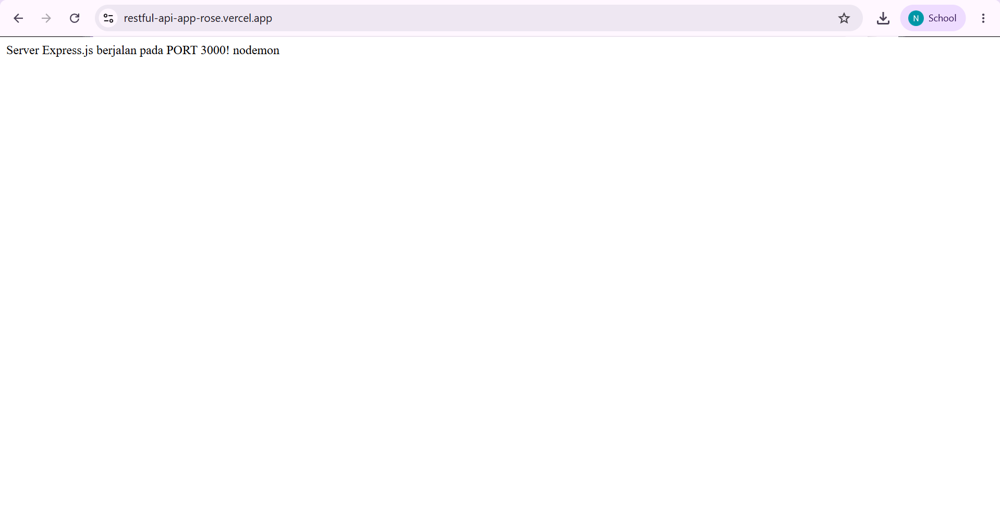 restful-api-app-rose.vercel.app
N School
Server Express.js berjalan pada PORT 3000! nodemon